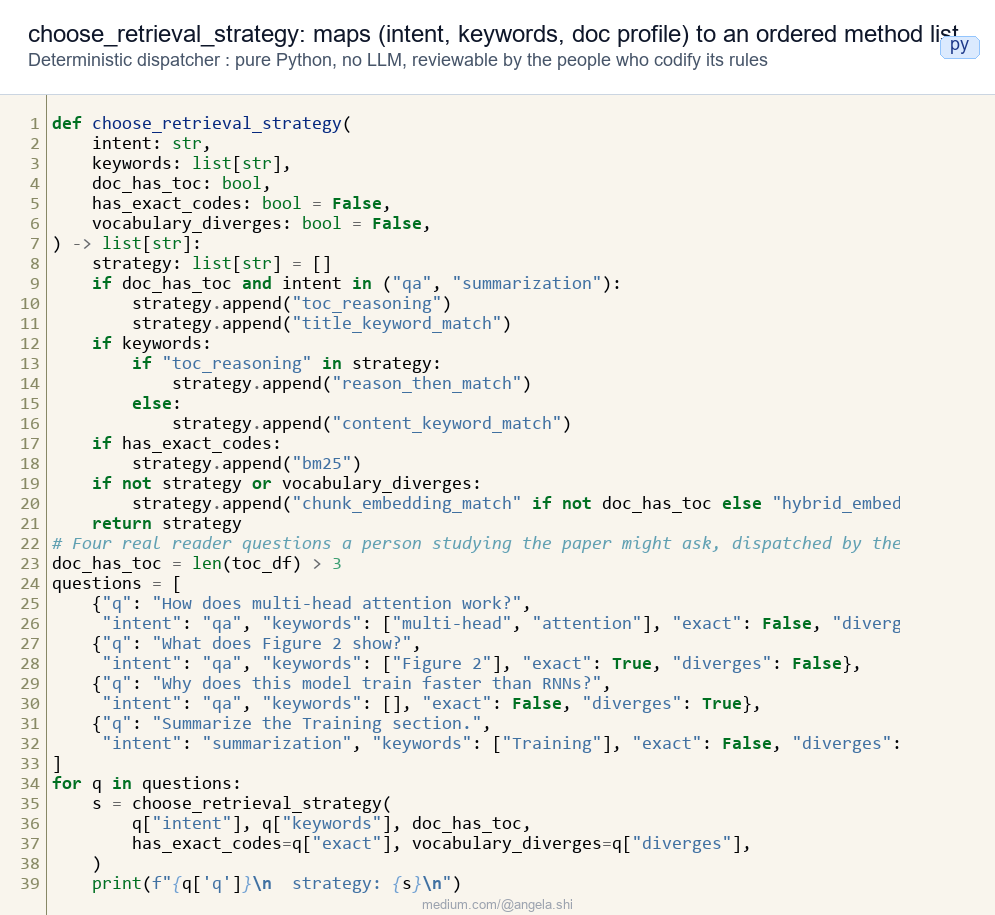 choose_retrieval_strategy: maps (intent, keywords, doc profile) to an ordered method list
py
Deterministic dispatcher : pure Python, no LLM, reviewable by the people who codify its rules
1 def choose_retrieval_strategy(
2     intent: str,
3     keywords: list[str],
4     doc_has_toc: bool,
5     has_exact_codes: bool = False,
6     vocabulary_diverges: bool = False,
7 ) -> list[str]:
8     strategy: list[str] = []
9     if doc_has_toc and intent in ("qa", "summarization"):
10         strategy.append("toc_reasoning")
11         strategy.append("title_keyword_match")
12     if keywords:
13         if "toc_reasoning" in strategy:
14             strategy.append("reason_then_match")
15         else:
16             strategy.append("content_keyword_match")
17     if has_exact_codes:
18         strategy.append("bm25")
19     if not strategy or vocabulary_diverges:
20         strategy.append("chunk_embedding_match" if not doc_has_toc else "hybrid_embed
21     return strategy
22 # Four real reader questions a person studying the paper might ask, dispatched by the
23 doc_has_toc = len(toc_df) > 3
24 questions = [
25     {"q": "How does multi-head attention work?",
26      "intent": "qa", "keywords": ["multi-head", "attention"], "exact": False, "diverg
27     {"q": "What does Figure 2 show?",
28      "intent": "qa", "keywords": ["Figure 2"], "exact": True, "diverges": False},
29     {"q": "Why does this model train faster than RNNs?",
30      "intent": "qa", "keywords": [], "exact": False, "diverges": True},
31     {"q": "Summarize the Training section.",
32      "intent": "summarization", "keywords": ["Training"], "exact": False, "diverges":
33 ]
34 for q in questions:
35     s = choose_retrieval_strategy(
36         q["intent"], q["keywords"], doc_has_toc,
37         has_exact_codes=q["exact"], vocabulary_diverges=q["diverges"],
38     )
39     print(f"{q['q']}\n  strategy: {s}\n")
medium.com/@angela.shi